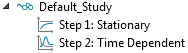 Default_Study
Step 1: Stationary
Step 2: Time Dependent